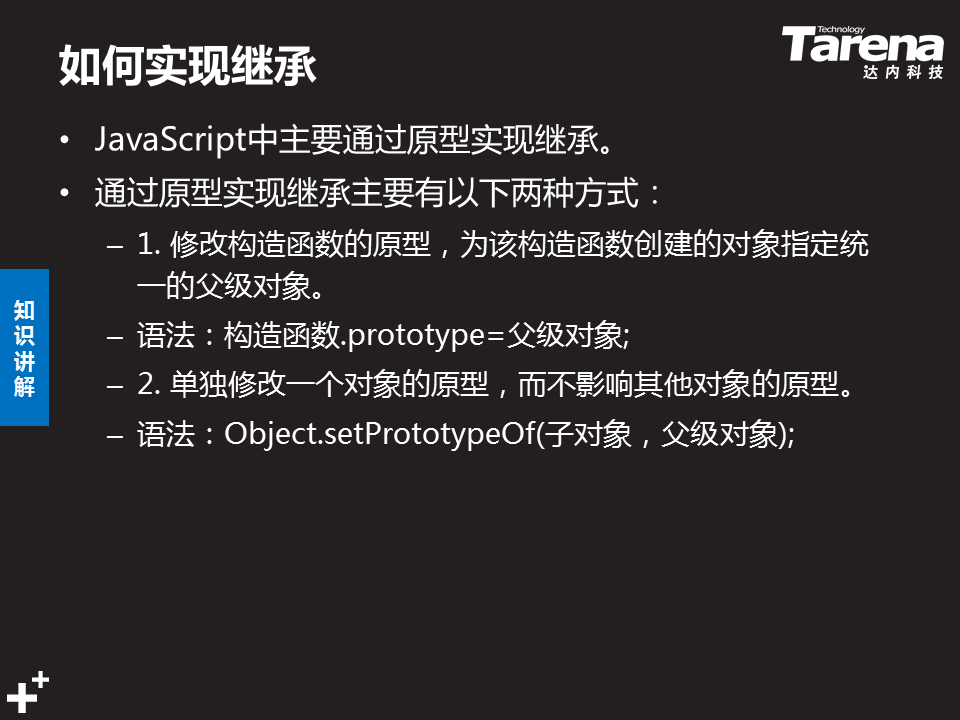 如何实现继承
Technology
Tarena
达内科技
• JavaScript中主要通过原型实现继承。
• 通过原型实现继承主要有以下两种方式：
– 1. 修改构造函数的原型，为该构造函数创建的对象指定统
一的父级对象。
– 语法：构造函数.prototype=父级对象;
– 2. 单独修改一个对象的原型，而不影响其他对象的原型。
– 语法：Object.setPrototypeOf(子对象，父级对象);
知
识
讲
解